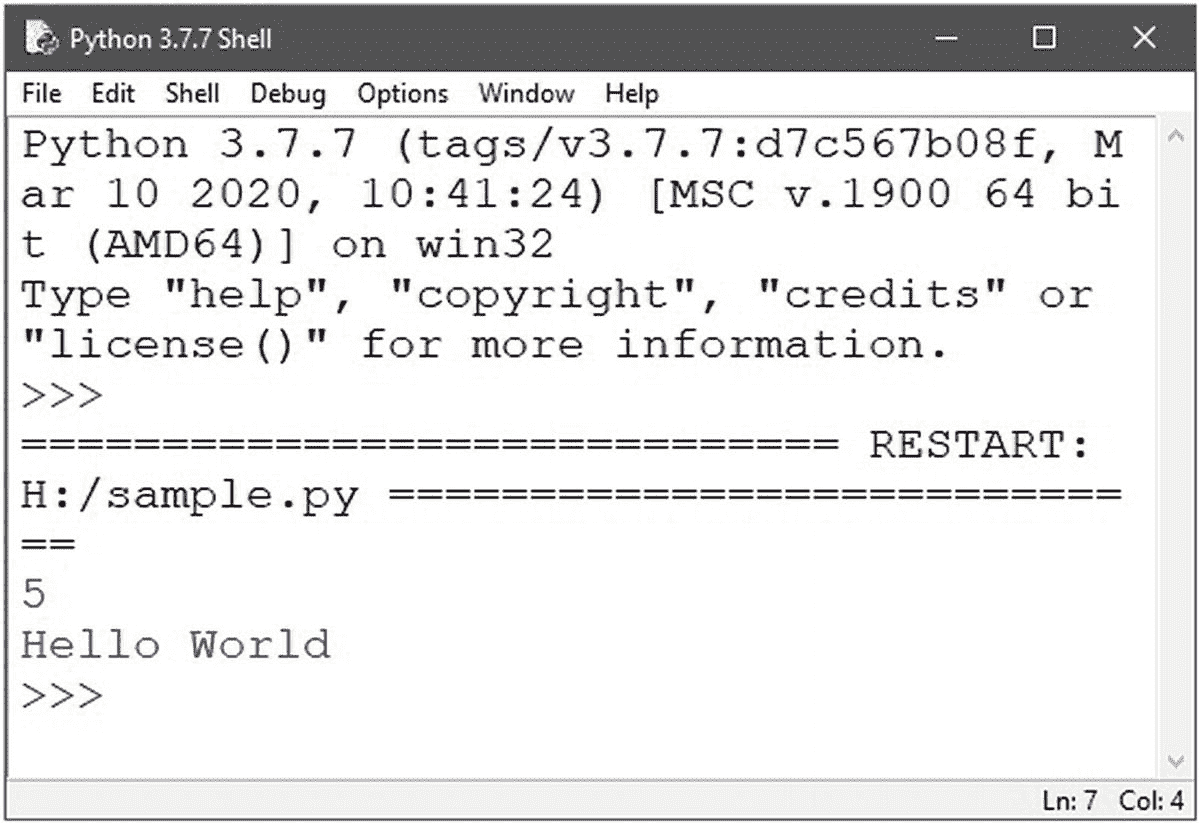 Python 3.7.7 Shell
File Edit Shell Debug Options Window Help
Python 3.7.7 (tags/v3.7.7:d7c567b08f, M
ar 10 2020, 10:41:24) [MSC v.1900 64 bi
t (AMD64)] on win32
Type "help", "copyright", "credits" or
"license()" for more information.
>>>
============================= RESTART:
H:/sample.py ==========================
==
5
Hello World
>>>
Ln: 7 Col: 4